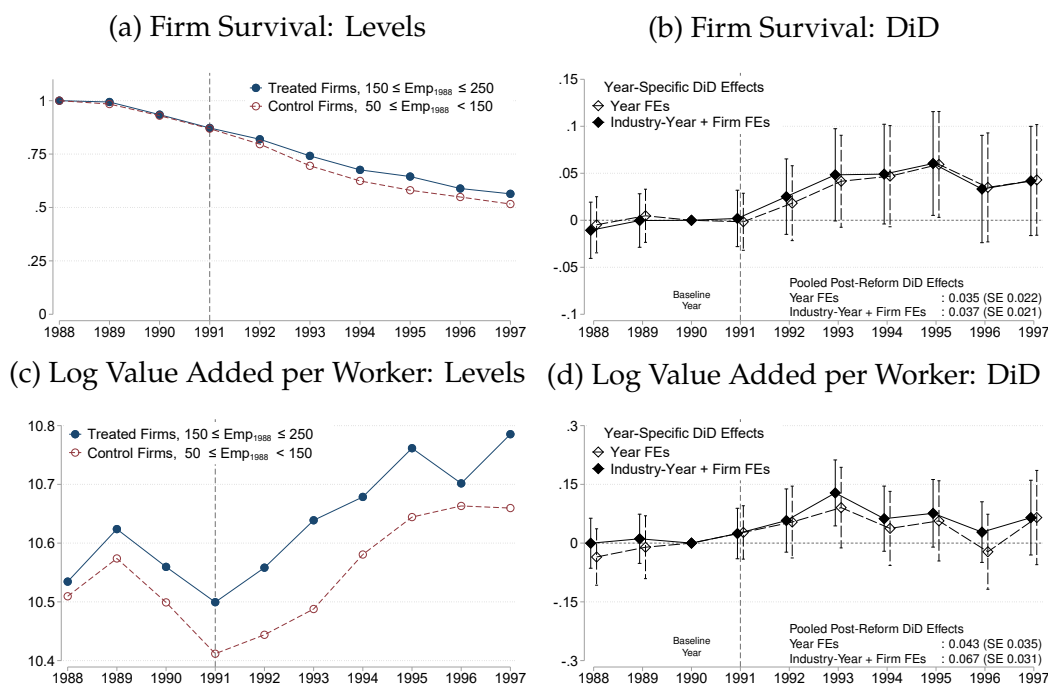 (a) Firm Survival: Levels
Treated Firms, 150 ≤ Emp₁₉₈₈ ≤ 250
Control Firms, 50 ≤ Emp₁₉₈₈ < 150
1
.75
.5
.25
0
1988 1989 1990 1991 1992 1993 1994 1995 1996 1997
(b) Firm Survival: DiD
Year-Specific DiD Effects
Year FEs
Industry-Year + Firm FEs
.15
.1
.05
0
-.05
-.1
Baseline
Year
Pooled Post-Reform DiD Effects
Year FEs : 0.035 (SE 0.022)
Industry-Year + Firm FEs : 0.037 (SE 0.021)
1988 1989 1990 1991 1992 1993 1994 1995 1996 1997
(c) Log Value Added per Worker: Levels
Treated Firms, 150 ≤ Emp₁₉₈₈ ≤ 250
Control Firms, 50 ≤ Emp₁₉₈₈ < 150
10.8
10.7
10.6
10.5
10.4
1988 1989 1990 1991 1992 1993 1994 1995 1996 1997
(d) Log Value Added per Worker: DiD
Year-Specific DiD Effects
Year FEs
Industry-Year + Firm FEs
.3
.15
0
-.15
-.3
Baseline
Year
Pooled Post-Reform DiD Effects
Year FEs : 0.043 (SE 0.035)
Industry-Year + Firm FEs : 0.067 (SE 0.031)
1988 1989 1990 1991 1992 1993 1994 1995 1996 1997